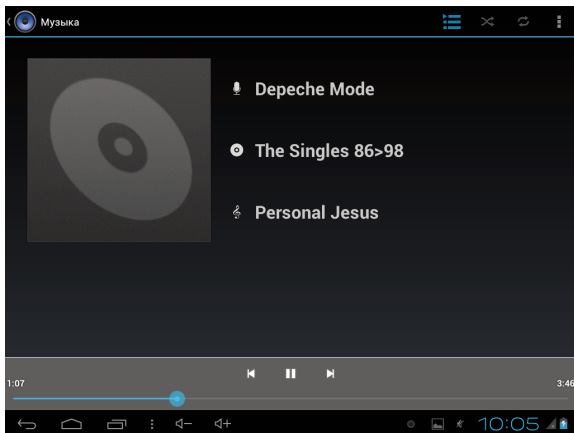 Музыка
Depeche Mode
The Singles 86>98
Personal Jesus
1:07
3:46
10:05